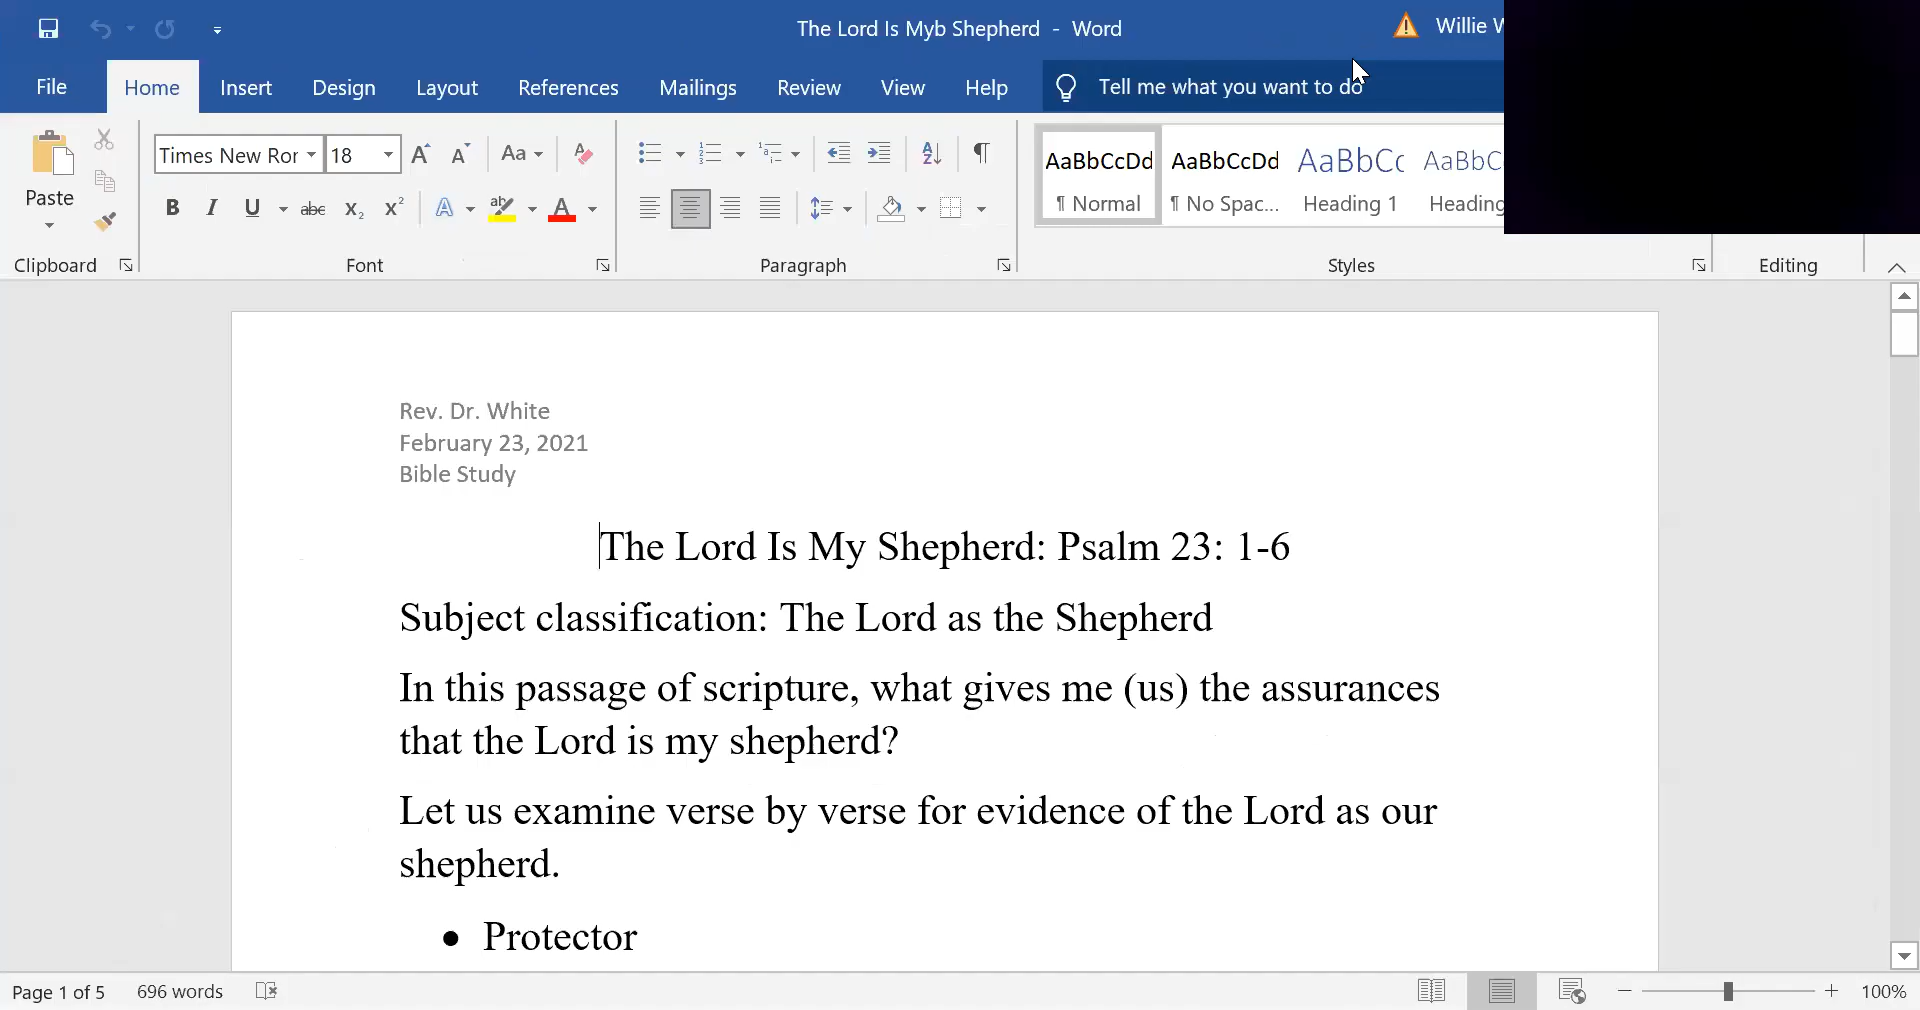 The Lord Is Myb Shepherd - Word
Willie W
File Home Insert Design Layout References Mailings Review View Help Tell me what you want to do
Paste
Times New Ror 18 Aa
B I U abc X₂ X² A ab A
AaBbCcDd AaBbCcDd AaBbCc AaBbC
¶ Normal ¶ No Spac... Heading 1 Heading
Clipboard Font Paragraph Styles Editing
Rev. Dr. White
February 23, 2021
Bible Study
The Lord Is My Shepherd: Psalm 23: 1-6
Subject classification: The Lord as the Shepherd
In this passage of scripture, what gives me (us) the assurances
that the Lord is my shepherd?
Let us examine verse by verse for evidence of the Lord as our
shepherd.
● Protector
Page 1 of 5 696 words 100%